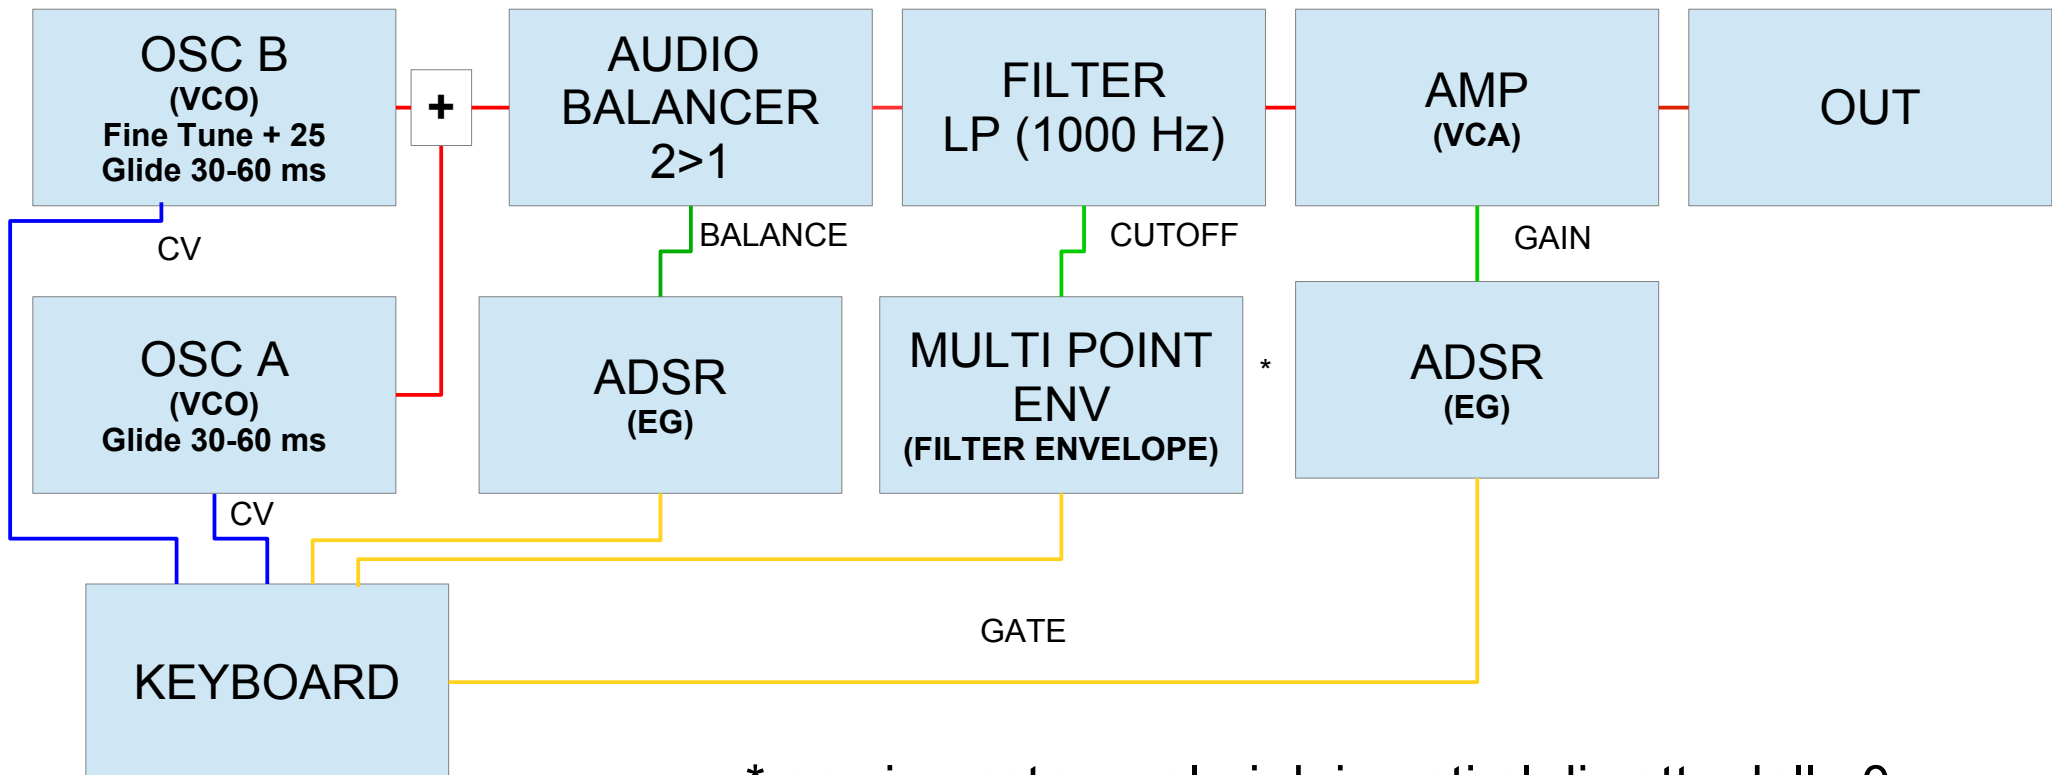 OSC B
(VCO)
Fine Tune + 25
Glide 30-60 ms
+
AUDIO
BALANCER
2>1
FILTER
LP (1000 Hz)
AMP
(VCA)
OUT
CV
BALANCE
CUTOFF
GAIN
OSC A
(VCO)
Glide 30-60 ms
ADSR
(EG)
MULTI POINT
ENV
(FILTER ENVELOPE)
*
ADSR
(EG)
CV
GATE
KEYBOARD
*